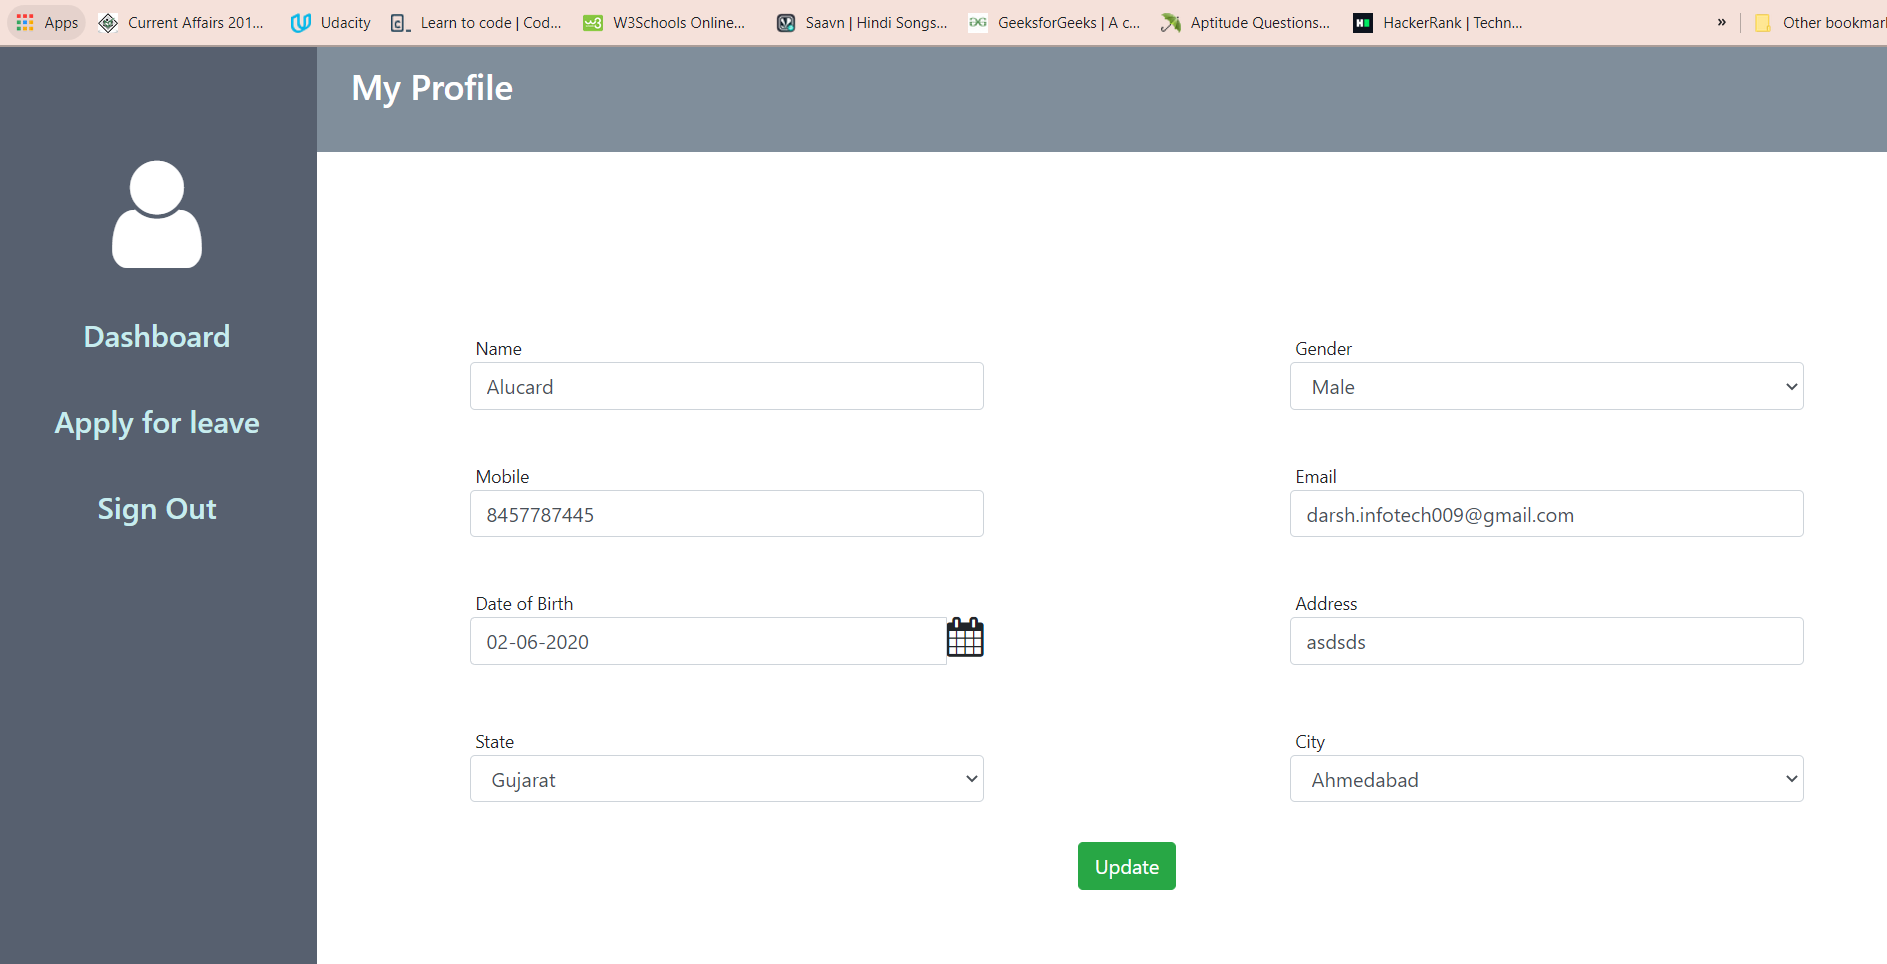 Apps Current Affairs 201... Udacity Learn to code | Cod... W3Schools Online... Saavn | Hindi Songs... GeeksforGeeks | A c... Aptitude Questions... HackerRank | Techn... » Other bookmar
My Profile
Dashboard
Apply for leave
Sign Out
Name Gender
Alucard Male
Mobile Email
8457787445 darsh.infotech009@gmail.com
Date of Birth Address
02-06-2020 asdsds
State City
Gujarat Ahmedabad
Update